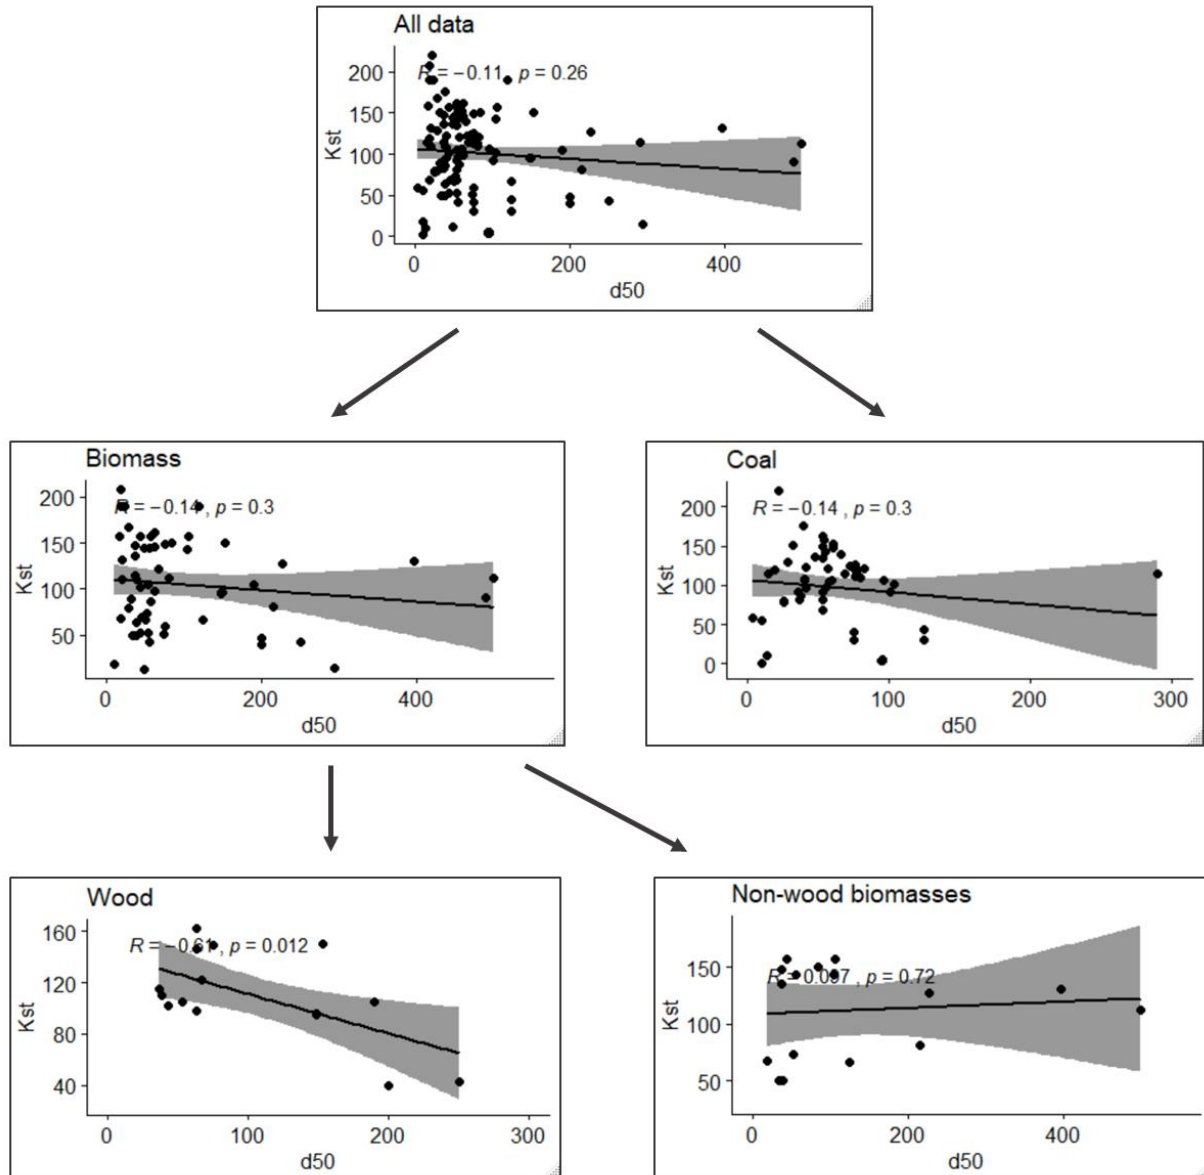 All data
R = −0.11, p = 0.26
200
150
100
50
0
Kst
0 200 400
d50
Biomass
R = −0.14, p = 0.3
200
150
100
50
Kst
0 200 400
d50
Coal
R = −0.14, p = 0.3
200
150
100
50
0
Kst
0 100 200 300
d50
Wood
R = −0.61, p = 0.012
160
120
80
40
Kst
0 100 200 300
d50
Non-wood biomasses
R = 0.097, p = 0.72
150
100
50
Kst
0 200 400
d50